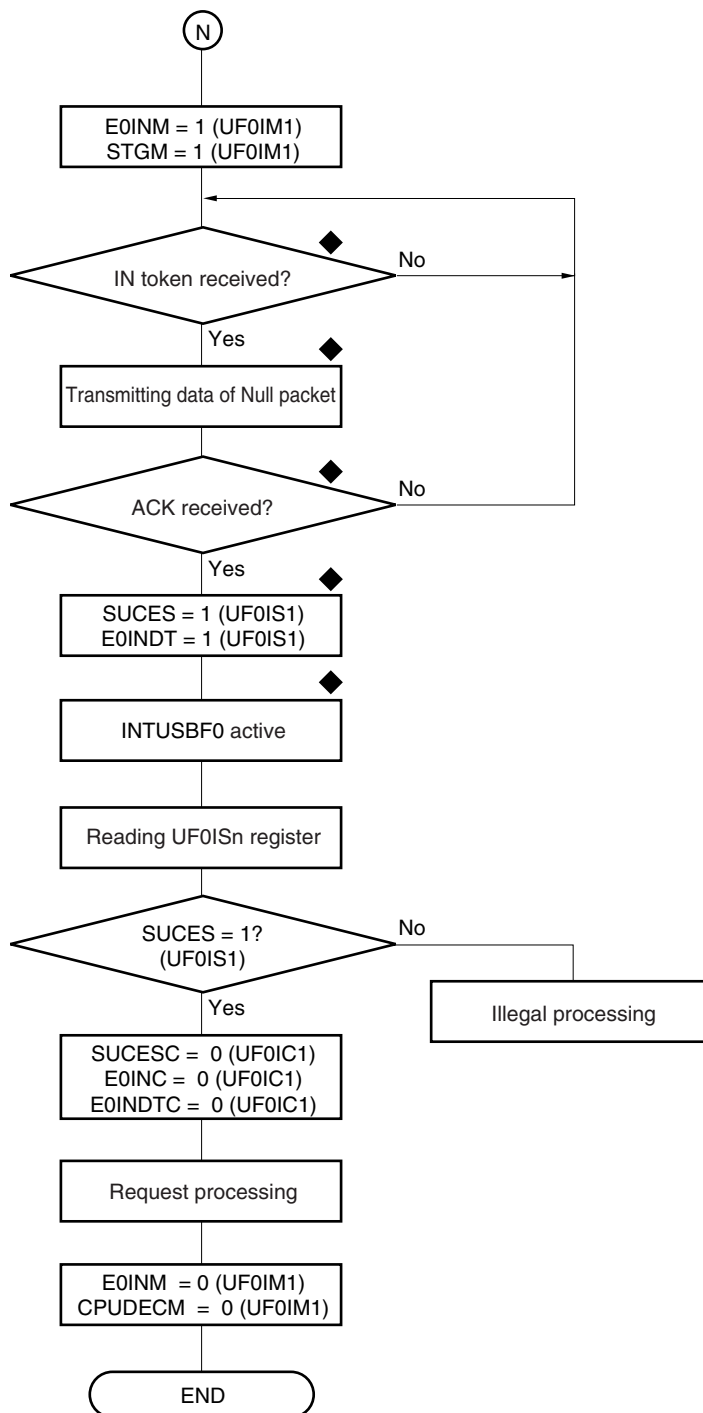 N
E0INM = 1 (UF0IM1)
STGM = 1 (UF0IM1)
IN token received?
No
Yes
Transmitting data of Null packet
ACK received?
No
Yes
SUCES = 1 (UF0IS1)
E0INDT = 1 (UF0IS1)
INTUSBF0 active
Reading UF0ISn register
SUCES = 1?
(UF0IS1)
No
Yes
Illegal processing
SUCESC = 0 (UF0IC1)
E0INC = 0 (UF0IC1)
E0INDTC = 0 (UF0IC1)
Request processing
E0INM = 0 (UF0IM1)
CPUDECM = 0 (UF0IM1)
END